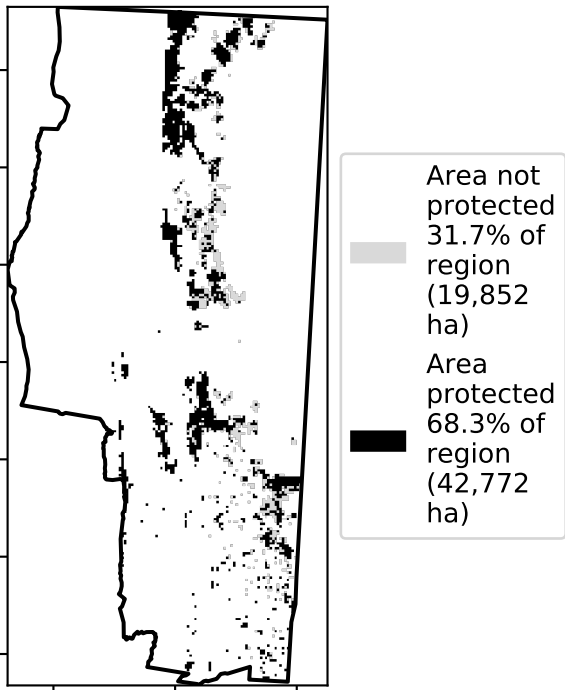 Area not
protected
31.7% of
region
(19,852
ha)
Area
protected
68.3% of
region
(42,772
ha)